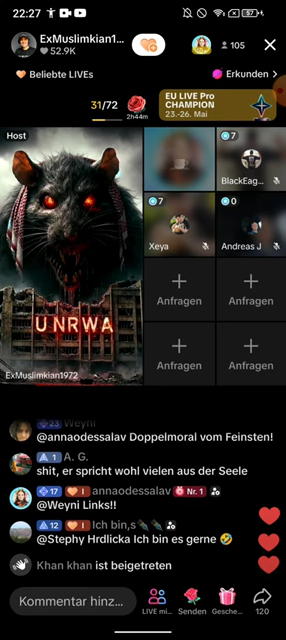 22:27
57
ExMuslimkian1...
52.9K
105
Beliebte LIVEs
Erkunden
31/72
2h44m
EU LIVE Pro
CHAMPION
23.-26. Mai
Host
7
BlackEag...
7
Xeya
0
Andreas J
UNRWA
Anfragen
Anfragen
Anfragen
Anfragen
ExMuslimkian1972
23 Weyni
@annaodessalav Doppelmoral vom Feinsten!
1 A. G.
shit, er spricht wohl vielen aus der Seele
17 I annaodessalav Nr. 1
@Weyni Links!!
12 I Ich bin,s
@Stephy Hrdlicka Ich bin es gerne 🤣
Khan khan ist beigetreten
Kommentar hinz...
LIVE mi...
Senden
Gesche...
120